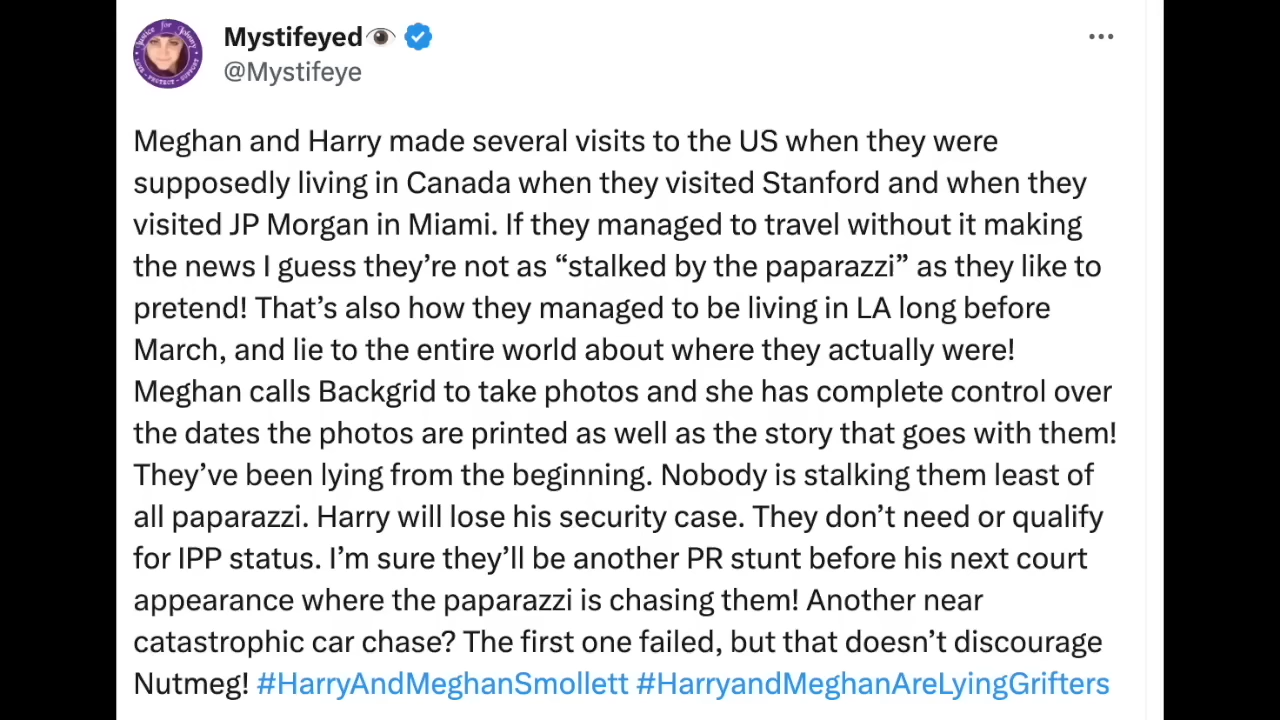 Mystifeyed👁️
@Mystifeye
Meghan and Harry made several visits to the US when they were
supposedly living in Canada when they visited Stanford and when they
visited JP Morgan in Miami. If they managed to travel without it making
the news I guess they’re not as “stalked by the paparazzi” as they like to
pretend! That’s also how they managed to be living in LA long before
March, and lie to the entire world about where they actually were!
Meghan calls Backgrid to take photos and she has complete control over
the dates the photos are printed as well as the story that goes with them!
They’ve been lying from the beginning. Nobody is stalking them least of
all paparazzi. Harry will lose his security case. They don’t need or qualify
for IPP status. I’m sure they’ll be another PR stunt before his next court
appearance where the paparazzi is chasing them! Another near
catastrophic car chase? The first one failed, but that doesn’t discourage
Nutmeg! #HarryAndMeghanSmollett #HarryandMeghanAreLyingGrifters